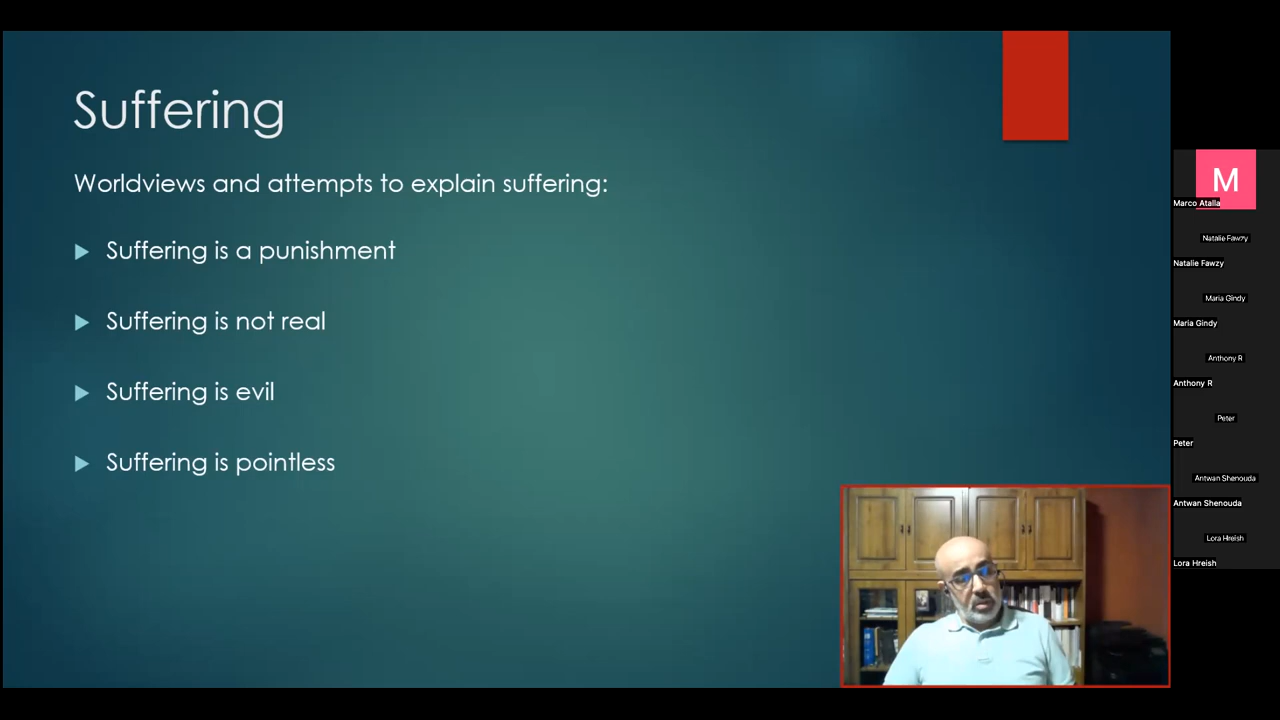 Suffering
Worldviews and attempts to explain suffering:
Suffering is a punishment
Suffering is not real
Suffering is evil
Suffering is pointless
M
Marco Atalla
Natalie Fawzy
Natalie Fawzy
Maria Gindy
Maria Gindy
Anthony R
Anthony R
Peter
Peter
Antwan Shenouda
Antwan Shenouda
Lora Hreish
Lora Hreish